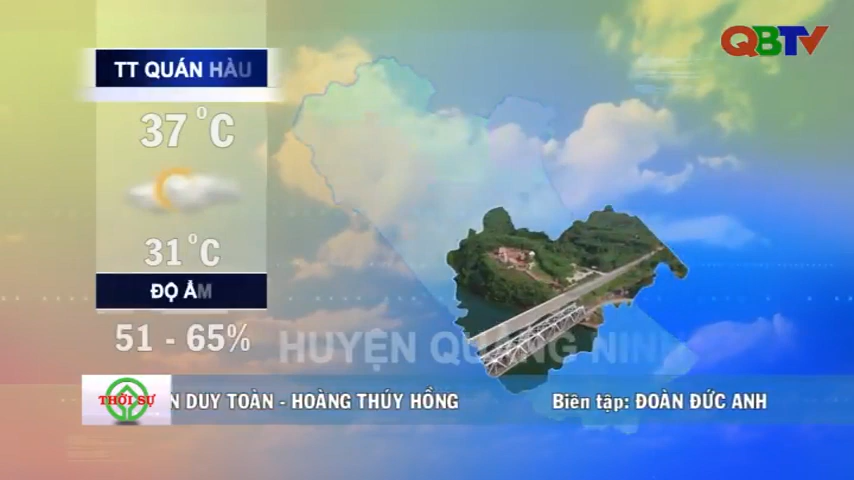 QBTV
TT QUÁN HÀU
37°C
31°C
ĐỘ ẨM
51 - 65%
HUYỆN QUẢNG NINH
THỜI SỰ
N DUY TOÀN - HOÀNG THÚY HỒNG Biên tập: ĐOÀN ĐỨC ANH